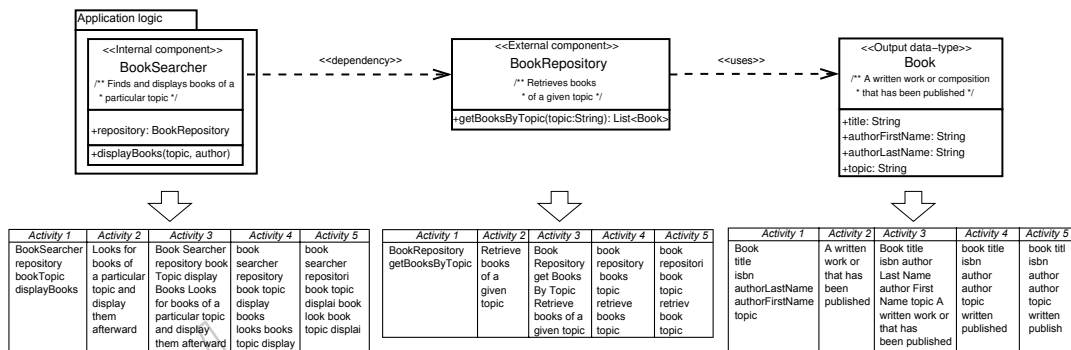 Application logic
<<Internal component>>
BookSearcher
/** Finds and displays books of a
* particular topic */
+repository: BookRepository
+displayBooks(topic, author)
<<dependency>>
<<External component>>
BookRepository
/** Retrieves books
* of a given topic */
+getBooksByTopic(topic:String): List<Book>
<<uses>>
<<Output data-type>>
Book
/** A written work or composition
* that has been published */
+title: String
+authorFirstName: String
+authorLastName: String
+topic: String
Activity 1
BookSearcher
repository
bookTopic
displayBooks
Activity 2
Looks for
books of
a particular
topic and
display
them
afterward
Activity 3
Book Searcher
repository book
Topic display
Books Looks
for books of a
particular topic
and display
them afterward
Activity 4
book
searcher
repository
book topic
display
books
looks books
topic display
Activity 5
book
searcher
repositori
book topic
displai book
look book
topic displai
Activity 1
BookRepository
getBooksByTopic
Activity 2
Retrieve
books
of a
given
topic
Activity 3
Book
Repository
get Books
By Topic
Retrieve
books of a
given topic
Activity 4
book
repository
books
topic
retrieve
books
topic
Activity 5
book
repositori
book
topic
retriev
book
topic
Activity 1
Book
title
isbn
authorLastName
authorFirstName
topic
Activity 2
A written
work or
that has
been
published
Activity 3
Book title
isbn author
Last Name
author First
Name topic A
written work or
that has
been published
Activity 4
book title
isbn
author
author
topic
written
published
Activity 5
book titl
isbn
author
author
topic
written
publish